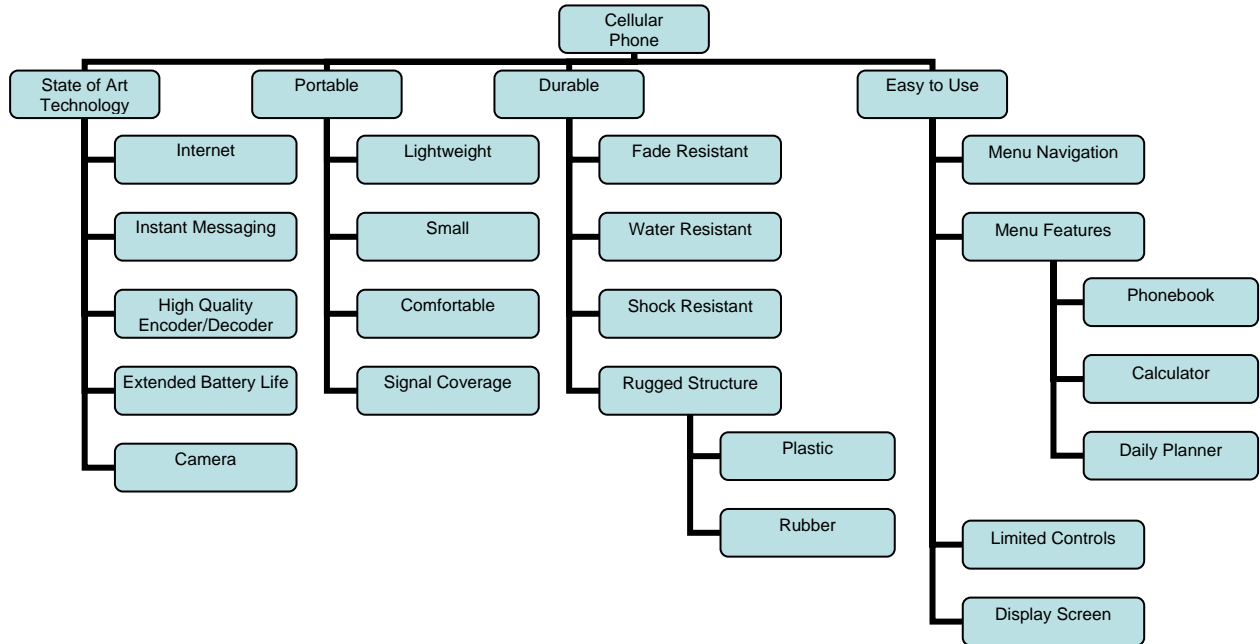 Cellular
Phone
State of Art
Technology
Portable
Durable
Easy to Use
Internet
Lightweight
Fade Resistant
Menu Navigation
Instant Messaging
Small
Water Resistant
Menu Features
High Quality
Encoder/Decoder
Comfortable
Shock Resistant
Phonebook
Extended Battery Life
Signal Coverage
Rugged Structure
Calculator
Camera
Plastic
Daily Planner
Rubber
Limited Controls
Display Screen